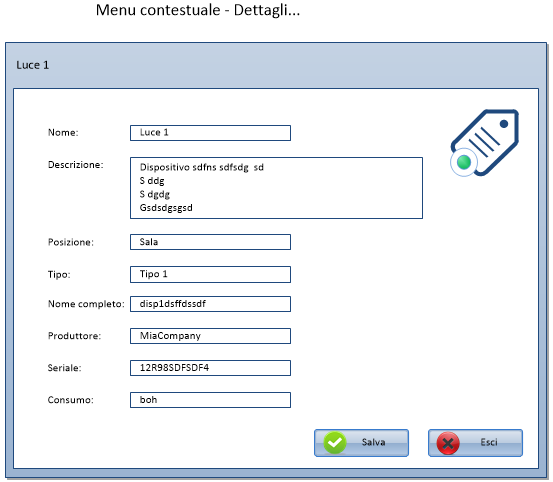 Menu contestuale - Dettagli...
Luce 1
Nome: Luce 1
Descrizione: Dispositivo sdfns sdfsdg sd
S ddg
S dgdg
Gsdsdgsgsd
Posizione: Sala
Tipo: Tipo 1
Nome completo: disp1dsffdssdf
Produttore: MiaCompany
Seriale: 12R98SDFSDF4
Consumo: boh
Salva Esci